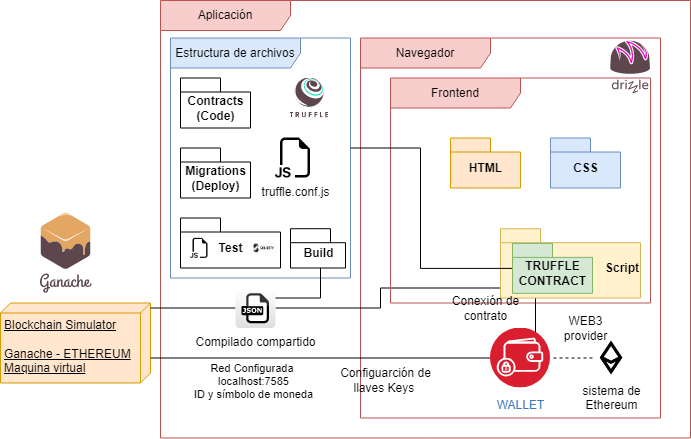 Aplicación
Estructura de archivos
Navegador
drizzle
Frontend
Contracts
(Code)
TRUFFLE
HTML
CSS
Migrations
(Deploy)
JS
truffle.conf.js
JS
Test
SOLIDITY
Build
TRUFFLE
CONTRACT
Script
Ganache
JSON
Conexión de
contrato
Blockchain Simulator
Ganache - ETHEREUM
Maquina virtual
Compilado compartido
WEB3
provider
Red Configurada
localhost:7585
ID y símbolo de moneda
Configuarción de
llaves Keys
WALLET
sistema de
Ethereum